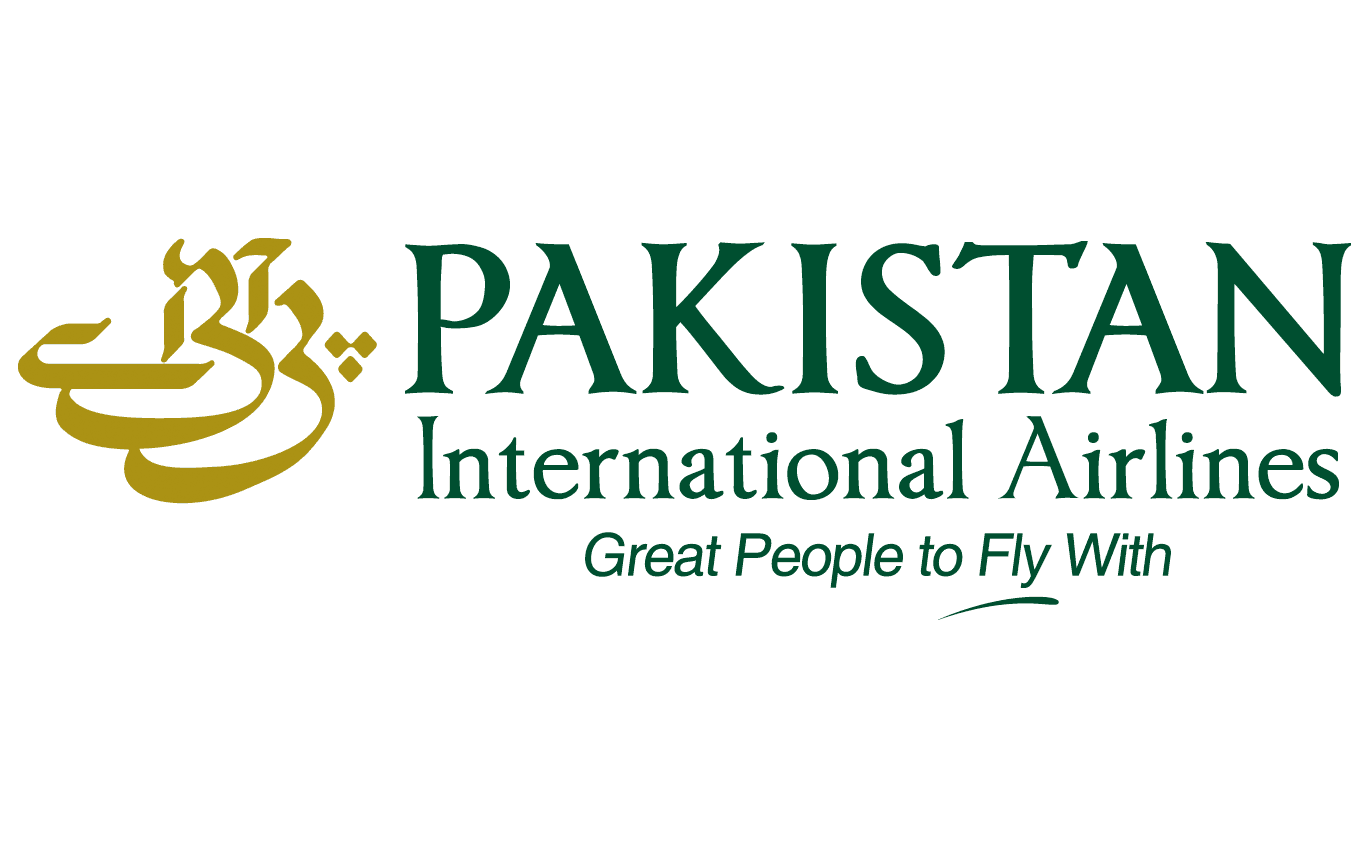 پی آئی اے
PAKISTAN
International Airlines
Great People to Fly With